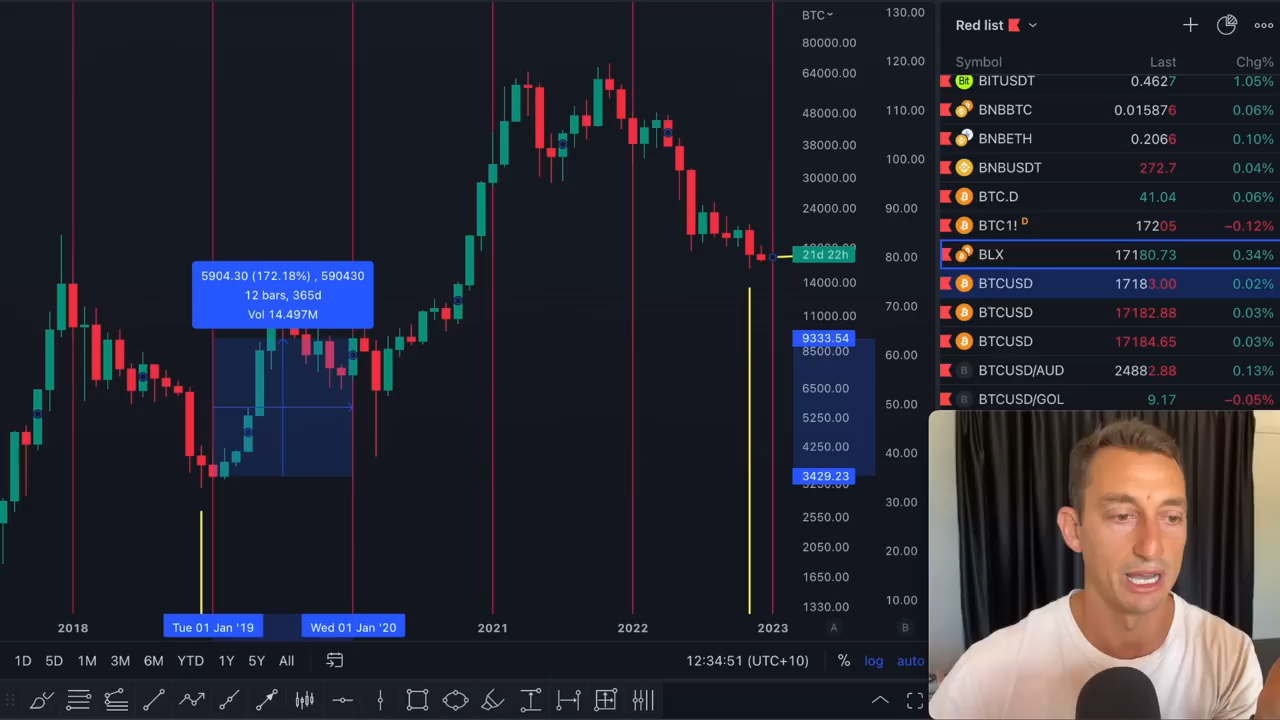 BTC
130.00
80000.00
120.00
64000.00
48000.00
110.00
38000.00
100.00
30000.00
24000.00
90.00
21d 22h
80.00
14000.00
70.00
11000.00
9333.54
8500.00
60.00
6500.00
5250.00
50.00
4250.00
40.00
3429.23
30.00
2550.00
2050.00
20.00
1650.00
1330.00
10.00
5904.30 (172.18%) , 590430
12 bars, 365d
Vol 14.497M
2018 Tue 01 Jan '19 Wed 01 Jan '20 2021 2022 2023 A B
1D 5D 1M 3M 6M YTD 1Y 5Y All 12:34:51 (UTC+10) % log auto
Red list
Symbol Last Chg%
Bit BITUSDT 0.4627 1.05%
BNBBTC 0.015876 0.06%
BNBETH 0.2066 0.10%
BNBUSDT 272.7 0.04%
BTC.D 41.04 0.06%
BTC1! D 17205 −0.12%
BLX 17180.73 0.34%
BTCUSD 17183.00 0.02%
BTCUSD 17182.88 0.03%
BTCUSD 17184.65 0.03%
B BTCUSD/AUD 24882.88 0.13%
B BTCUSD/GOL 9.17 −0.05%